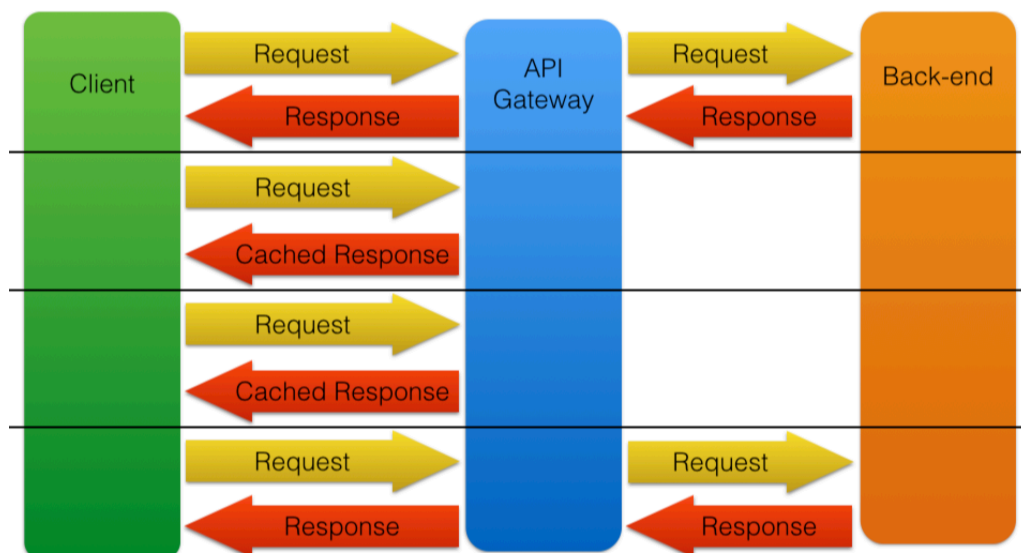 Client
Request
API
Gateway
Request
Back-end
Response
Response
Request
Cached Response
Request
Cached Response
Request
Request
Response
Response